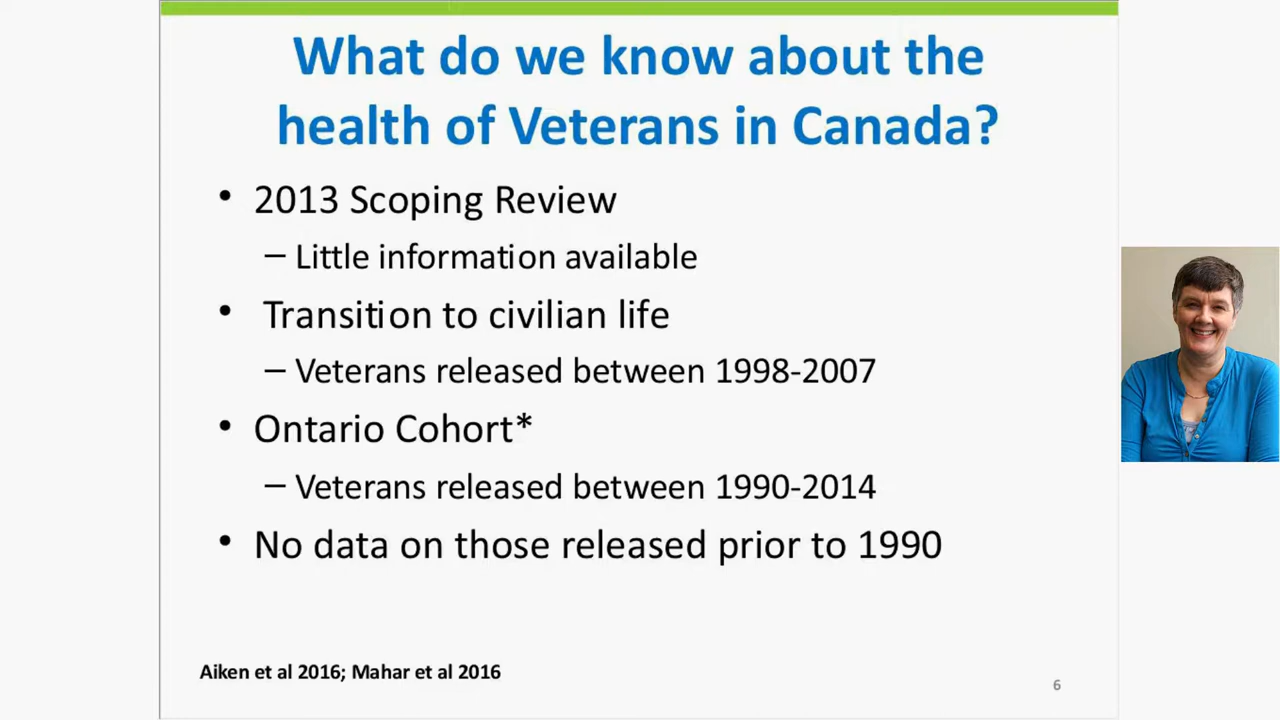 What do we know about the
health of Veterans in Canada?
• 2013 Scoping Review
– Little information available
• Transition to civilian life
– Veterans released between 1998-2007
• Ontario Cohort*
– Veterans released between 1990-2014
• No data on those released prior to 1990
Aiken et al 2016; Mahar et al 2016
6